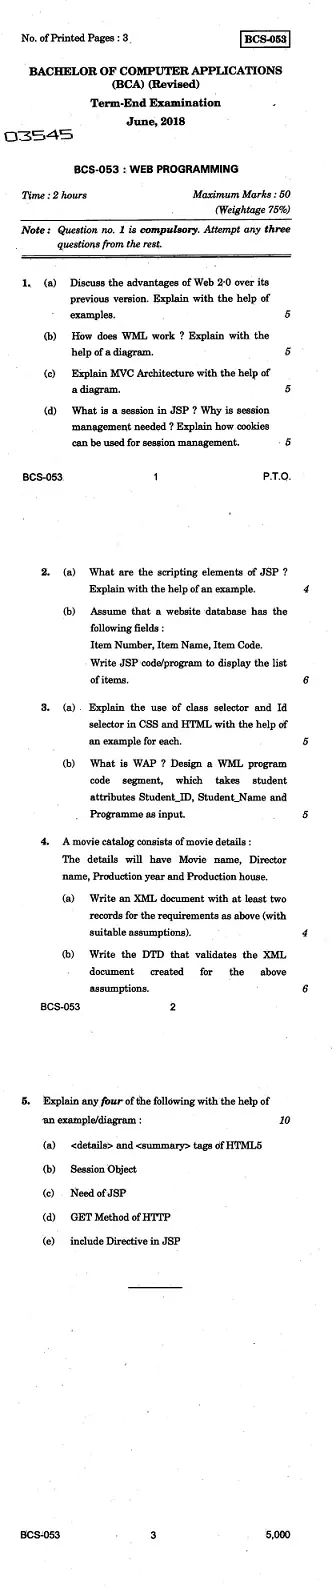 No. of Printed Pages : 3
BCS-053
BACHELOR OF COMPUTER APPLICATIONS
(BCA) (Revised)
Term-End Examination
June, 2018
03545
BCS-053 : WEB PROGRAMMING
Time : 2 hours Maximum Marks : 50
(Weightage 75%)
Note : Question no. 1 is compulsory. Attempt any three
questions from the rest.
1. (a) Discuss the advantages of Web 2·0 over its
previous version. Explain with the help of
examples. 5
(b) How does WML work ? Explain with the
help of a diagram. 5
(c) Explain MVC Architecture with the help of
a diagram. 5
(d) What is a session in JSP ? Why is session
management needed ? Explain how cookies
can be used for session management. 5
BCS-053 1 P.T.O.
2. (a) What are the scripting elements of JSP ?
Explain with the help of an example. 4
(b) Assume that a website database has the
following fields :
Item Number, Item Name, Item Code.
Write JSP code/program to display the list
of items. 6
3. (a) Explain the use of class selector and Id
selector in CSS and HTML with the help of
an example for each. 5
(b) What is WAP ? Design a WML program
code segment, which takes student
attributes Student_ID, Student_Name and
Programme as input. 5
4. A movie catalog consists of movie details :
The details will have Movie name, Director
name, Production year and Production house.
(a) Write an XML document with at least two
records for the requirements as above (with
suitable assumptions). 4
(b) Write the DTD that validates the XML
document created for the above
assumptions. 6
BCS-053 2
5. Explain any four of the following with the help of
an example/diagram : 10
(a) <details> and <summary> tags of HTML5
(b) Session Object
(c) Need of JSP
(d) GET Method of HTTP
(e) include Directive in JSP
BCS-053 3 5,000